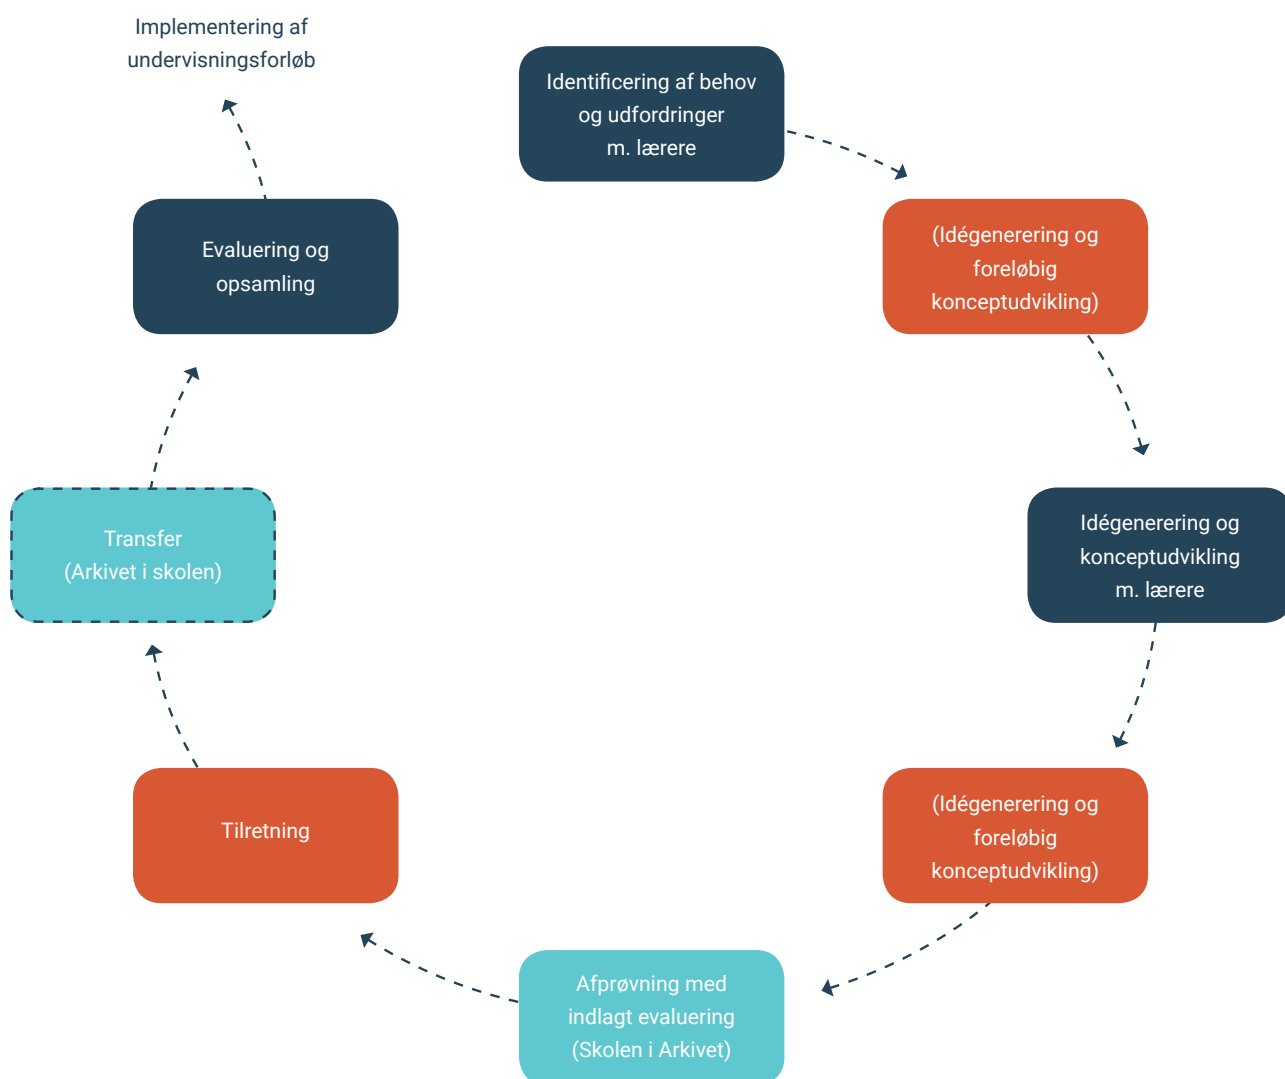 Implementering af
undervisningsforløb
Identificering af behov
og udfordringer
m. lærere
(Idégenerering og
foreløbig
konceptudvikling)
Idégenerering og
konceptudvikling
m. lærere
(Idégenerering og
foreløbig
konceptudvikling)
Afprøvning med
indlagt evaluering
(Skolen i Arkivet)
Tilretning
Transfer
(Arkivet i skolen)
Evaluering og
opsamling